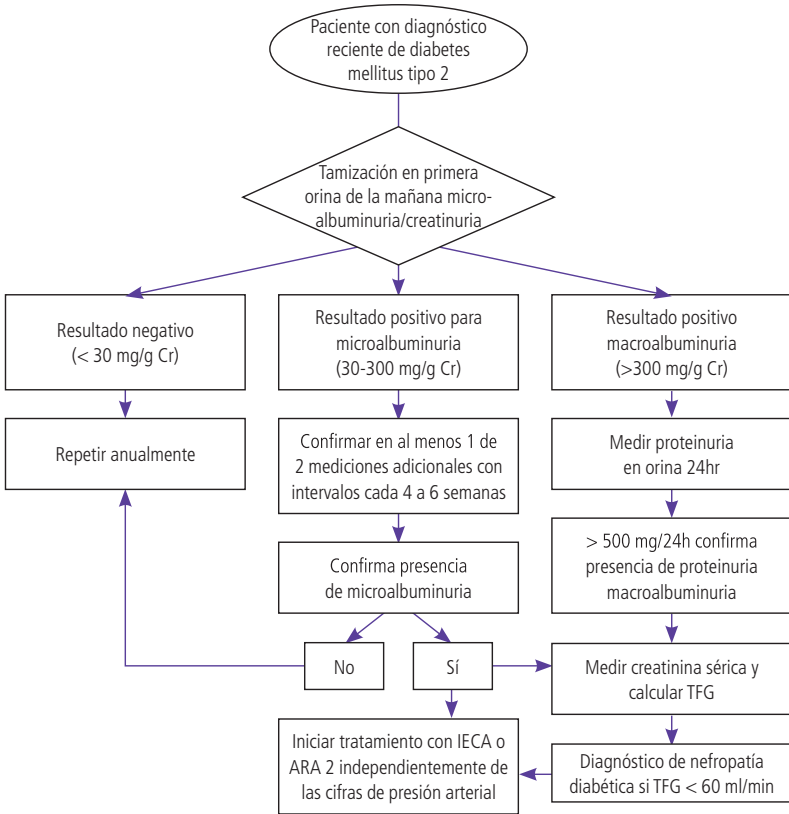 Paciente con diagnóstico
reciente de diabetes
mellitus tipo 2
Tamización en primera
orina de la mañana micro-
albuminuria/creatinuria
Resultado negativo
(< 30 mg/g Cr)
Resultado positivo para
microalbuminuria
(30-300 mg/g Cr)
Resultado positivo
macroalbuminuria
(>300 mg/g Cr)
Repetir anualmente
Confirmar en al menos 1 de
2 mediciones adicionales con
intervalos cada 4 a 6 semanas
Medir proteinuria
en orina 24hr
Confirma presencia
de microalbuminuria
> 500 mg/24h confirma
presencia de proteinuria
macroalbuminuria
No
Sí
Medir creatinina sérica y
calcular TFG
Iniciar tratamiento con IECA o
ARA 2 independientemente de
las cifras de presión arterial
Diagnóstico de nefropatía
diabética si TFG < 60 ml/min